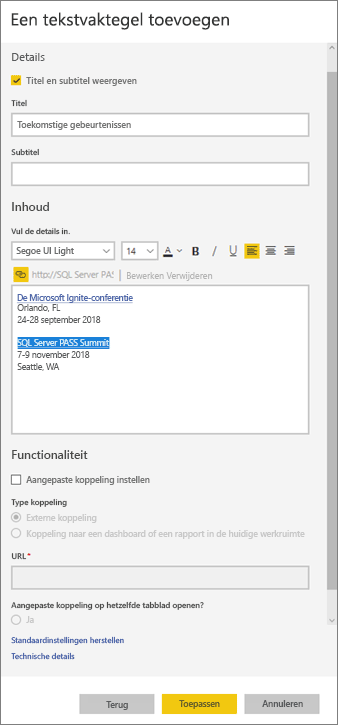 Een tekstvaktegel toevoegen
Details
Titel en subtitel weergeven
Titel
Toekomstige gebeurtenissen
Subtitel
Inhoud
Vul de details in.
Segoe UI Light 14 A B I U
http://SQL Server PAS | Bewerken Verwijderen
De Microsoft Ignite-conferentie
Orlando, FL
24-28 september 2018
SQL Server PASS Summit
7-9 november 2018
Seattle, WA
Functionaliteit
Aangepaste koppeling instellen
Type koppeling
Externe koppeling
Koppeling naar een dashboard of een rapport in de huidige werkruimte
URL *
Aangepaste koppeling op hetzelfde tabblad openen?
Ja
Standaardinstellingen herstellen
Technische details
Terug Toepassen Annuleren